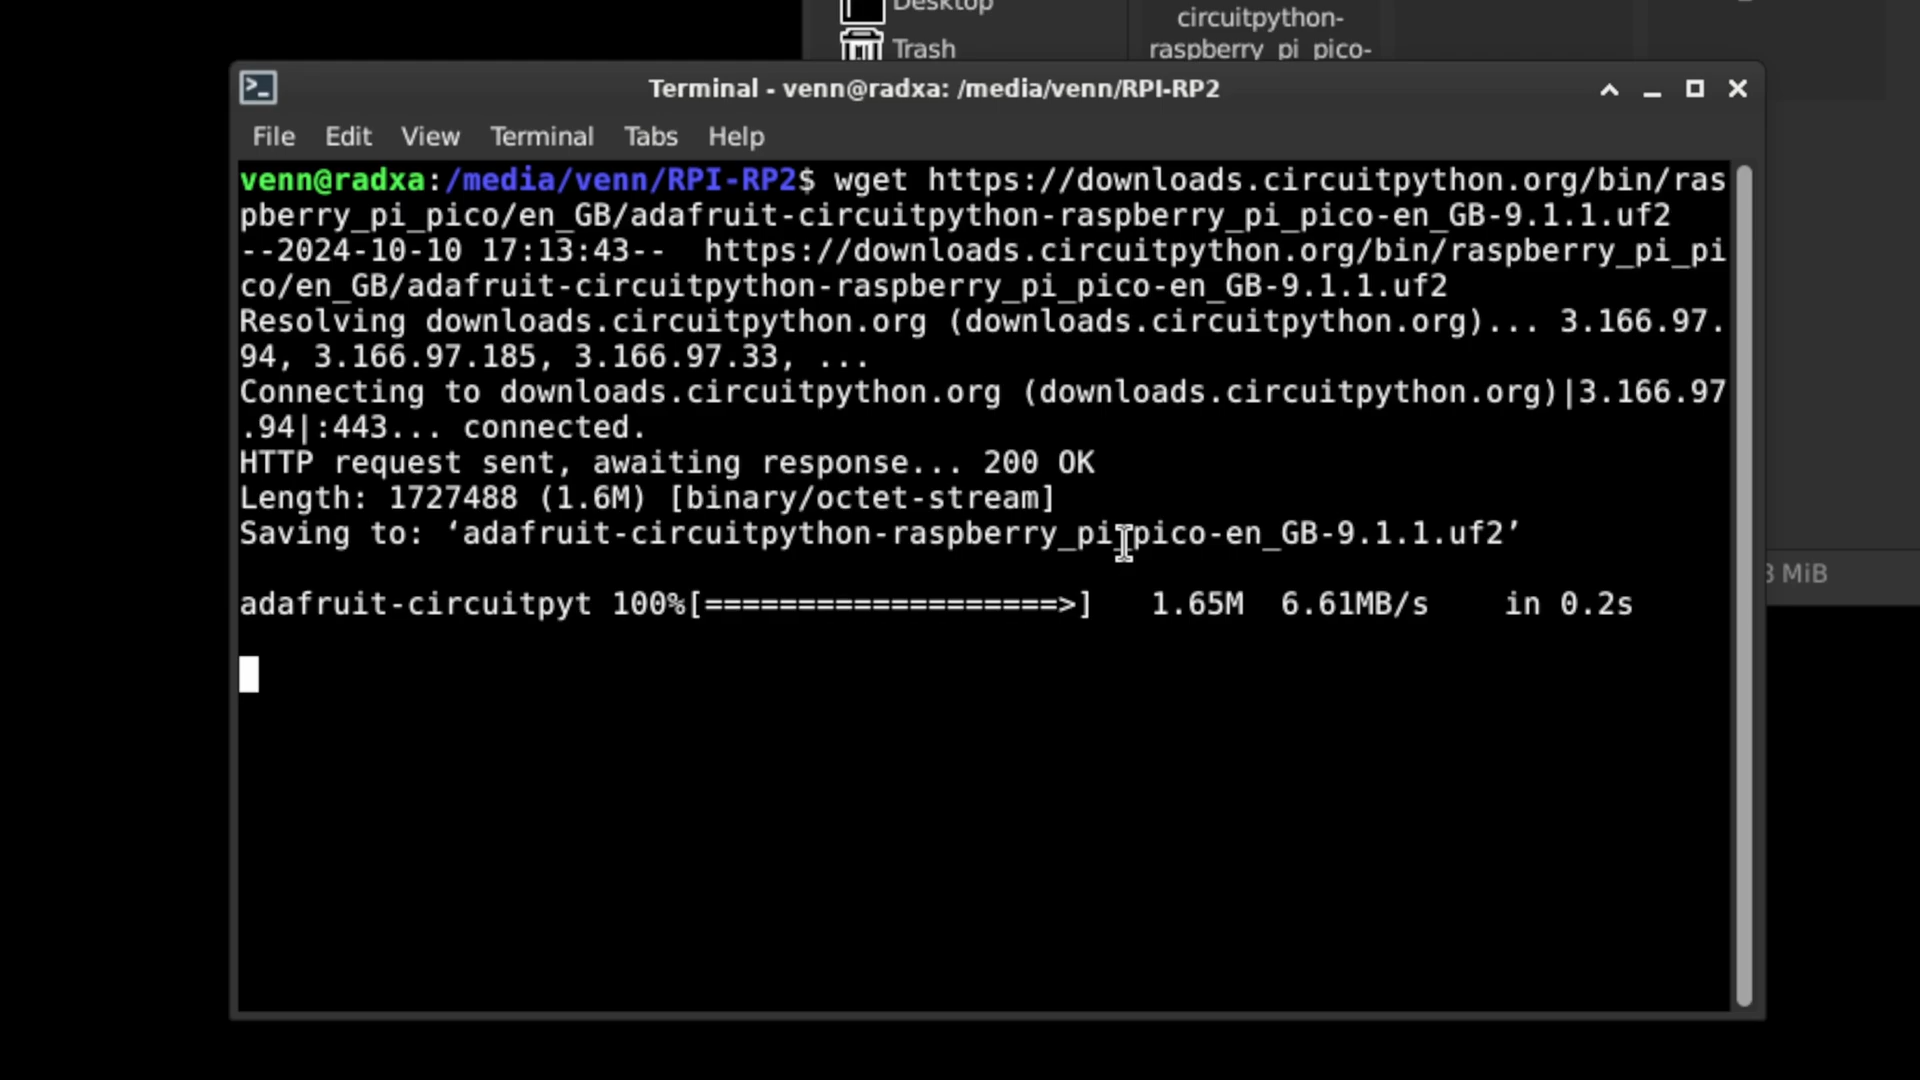 Desktop
circuitpython-
Trash
raspberry_pi_pico-
Terminal - venn@radxa: /media/venn/RPI-RP2
File Edit View Terminal Tabs Help
venn@radxa:/media/venn/RPI-RP2$ wget https://downloads.circuitpython.org/bin/ras
pberry_pi_pico/en_GB/adafruit-circuitpython-raspberry_pi_pico-en_GB-9.1.1.uf2
--2024-10-10 17:13:43--  https://downloads.circuitpython.org/bin/raspberry_pi_pi
co/en_GB/adafruit-circuitpython-raspberry_pi_pico-en_GB-9.1.1.uf2
Resolving downloads.circuitpython.org (downloads.circuitpython.org)... 3.166.97.
94, 3.166.97.185, 3.166.97.33, ...
Connecting to downloads.circuitpython.org (downloads.circuitpython.org)|3.166.97
.94|:443... connected.
HTTP request sent, awaiting response... 200 OK
Length: 1727488 (1.6M) [binary/octet-stream]
Saving to: ‘adafruit-circuitpython-raspberry_pi_pico-en_GB-9.1.1.uf2’
adafruit-circuitpyt 100%[===================>]   1.65M  6.61MB/s    in 0.2s
MiB